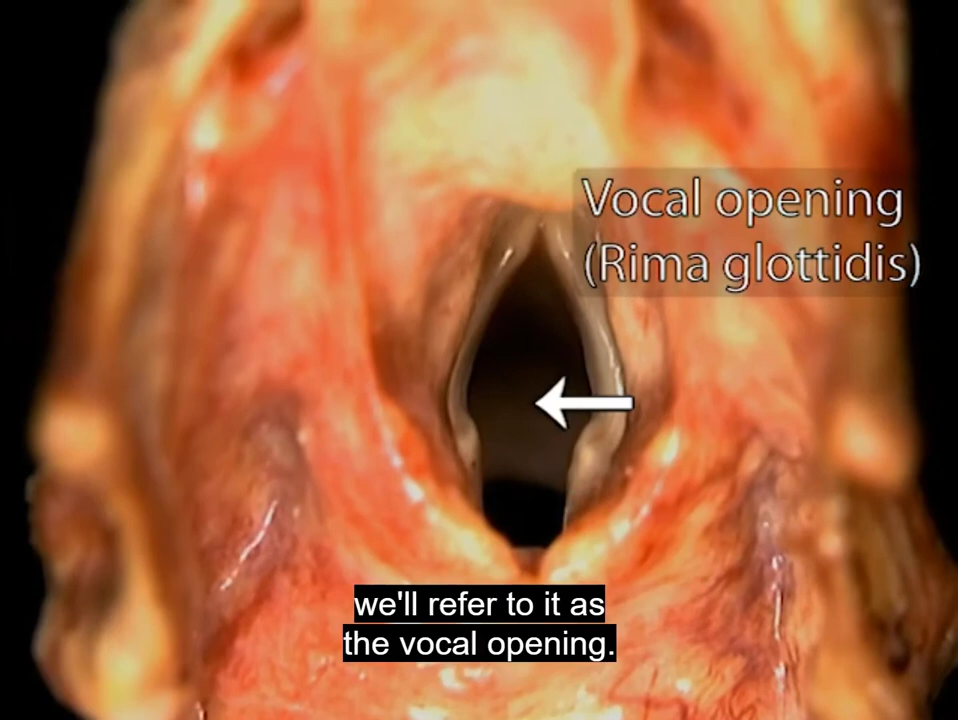 Vocal opening
(Rima glottidis)
we'll refer to it as
the vocal opening.